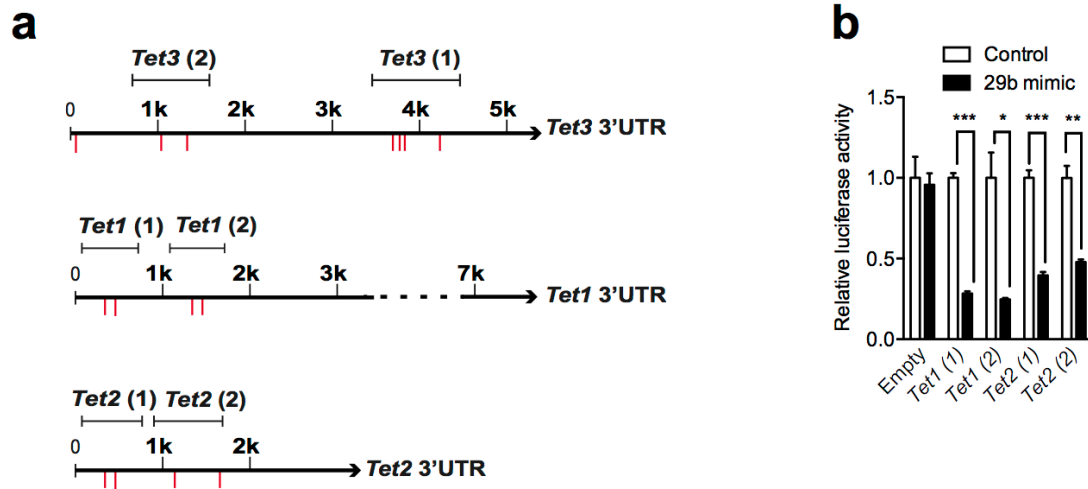 a
Tet3 (2) Tet3 (1)
0 1k 2k 3k 4k 5k
Tet3 3'UTR
Tet1 (1) Tet1 (2)
0 1k 2k 3k 7k
Tet1 3'UTR
Tet2 (1) Tet2 (2)
0 1k 2k
Tet2 3'UTR
b
Control
29b mimic
Relative luciferase activity
1.5
1.0
0.5
0.0
*** * *** **
Empty
Tet1 (1)
Tet1 (2)
Tet2 (1)
Tet2 (2)